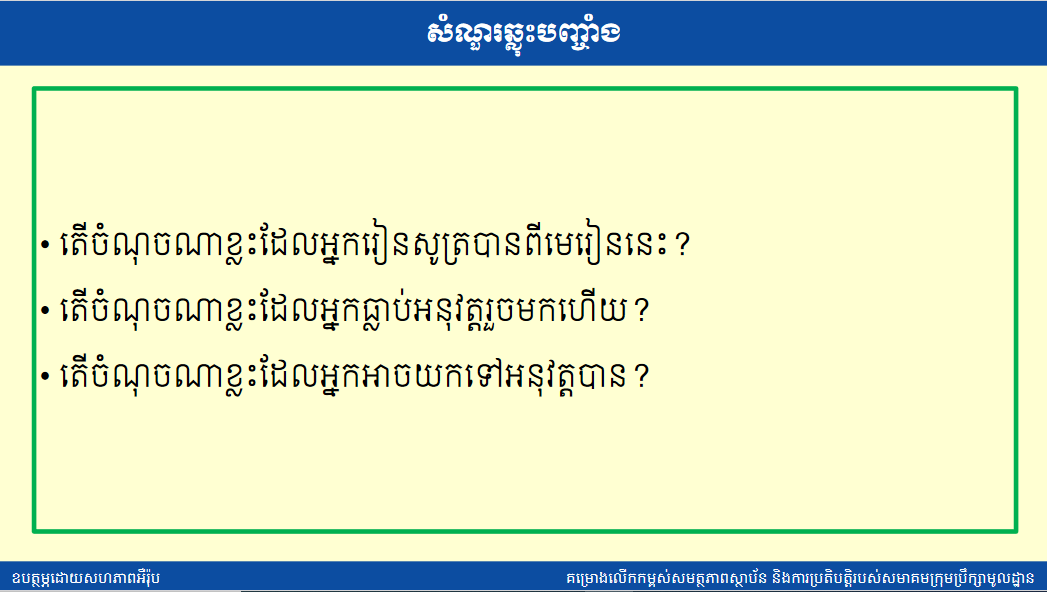 សំណួរឆ្លុះបញ្ចាំង
• តើចំណុចណាខ្លះដែលអ្នករៀនសូត្របានពីមេរៀននេះ ?
• តើចំណុចណាខ្លះដែលអ្នកធ្លាប់អនុវត្តរួចមកហើយ ?
• តើចំណុចណាខ្លះដែលអ្នកអាចយកទៅអនុវត្តបាន ?
ឧបត្ថម្ភដោយសហភាពអឺរ៉ុប
គម្រោងលើកកម្ពស់សមត្ថភាពស្ថាប័ន និងការប្រតិបត្តិរបស់សមាគមក្រុមប្រឹក្សាមូលដ្ឋាន